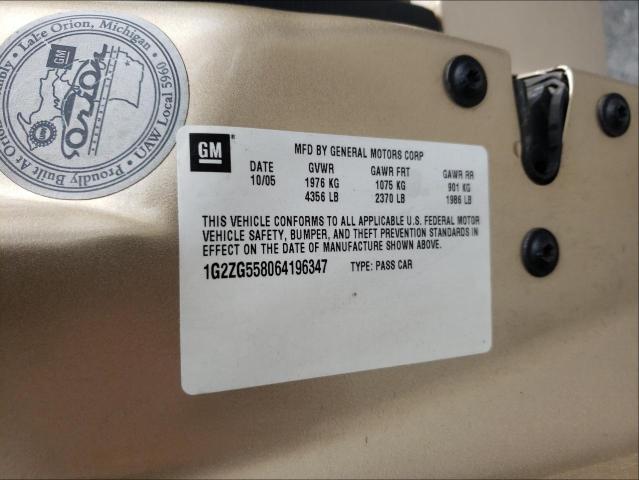 Assembly - Lake Orion, Michigan -
GM
Orion
UAW
Proudly Built at Orion
UAW Local 5960
GM
MFD BY GENERAL MOTORS CORP
DATE GVWR GAWR FRT GAWR RR
10/05 1976 KG 1075 KG 901 KG
4356 LB 2370 LB 1986 LB
THIS VEHICLE CONFORMS TO ALL APPLICABLE U.S. FEDERAL MOTOR
VEHICLE SAFETY, BUMPER, AND THEFT PREVENTION STANDARDS IN
EFFECT ON THE DATE OF MANUFACTURE SHOWN ABOVE.
1G2ZG558064196347 TYPE: PASS CAR